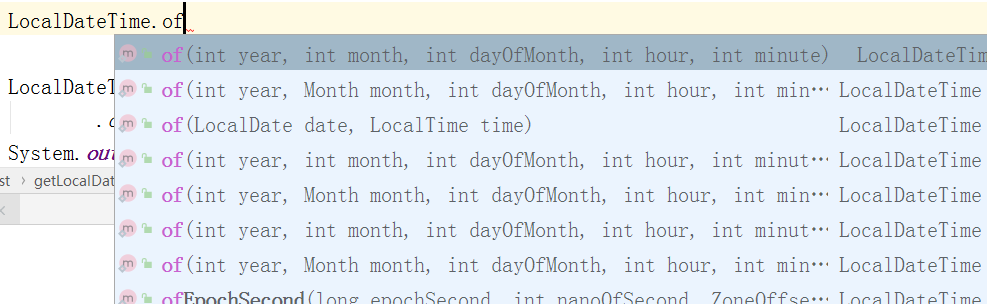 LocalDateTime.of
of(int year, int month, int dayOfMonth, int hour, int minute) LocalDateTim
LocalDateT
of(int year, Month month, int dayOfMonth, int hour, int min… LocalDateTime
of(LocalDate date, LocalTime time) LocalDateTime
System.out
of(int year, int month, int dayOfMonth, int hour, int minut… LocalDateTime
st › getLocalDat
of(int year, Month month, int dayOfMonth, int hour, int min… LocalDateTime
of(int year, int month, int dayOfMonth, int hour, int minut… LocalDateTime
of(int year, Month month, int dayOfMonth, int hour, int min… LocalDateTime
ofEpochSecond(long epochSecond, int nanoOfSecond, ZoneOffse… LocalDateTime